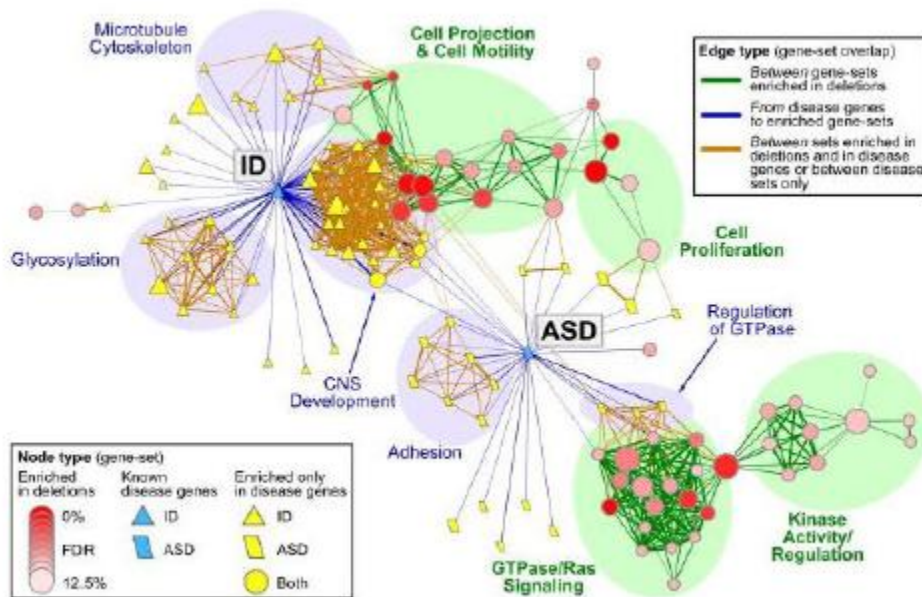 Microtubule
Cytoskeleton
Cell Projection
& Cell Motility
Edge type (gene-set overlap)
Between gene-sets
enriched in deletions
From disease genes
to enriched gene-sets
Between sets enriched in
deletions and in disease
genes or between disease
sets only
ID
Glycosylation
Cell
Proliferation
ASD
Regulation
of GTPase
CNS
Development
Adhesion
Node type (gene-set)
Enriched
in deletions
Known
disease genes
Enriched only
in disease genes
0%
FDR
12.5%
ID
ASD
ID
ASD
Both
GTPase/Ras
Signaling
Kinase
Activity/
Regulation